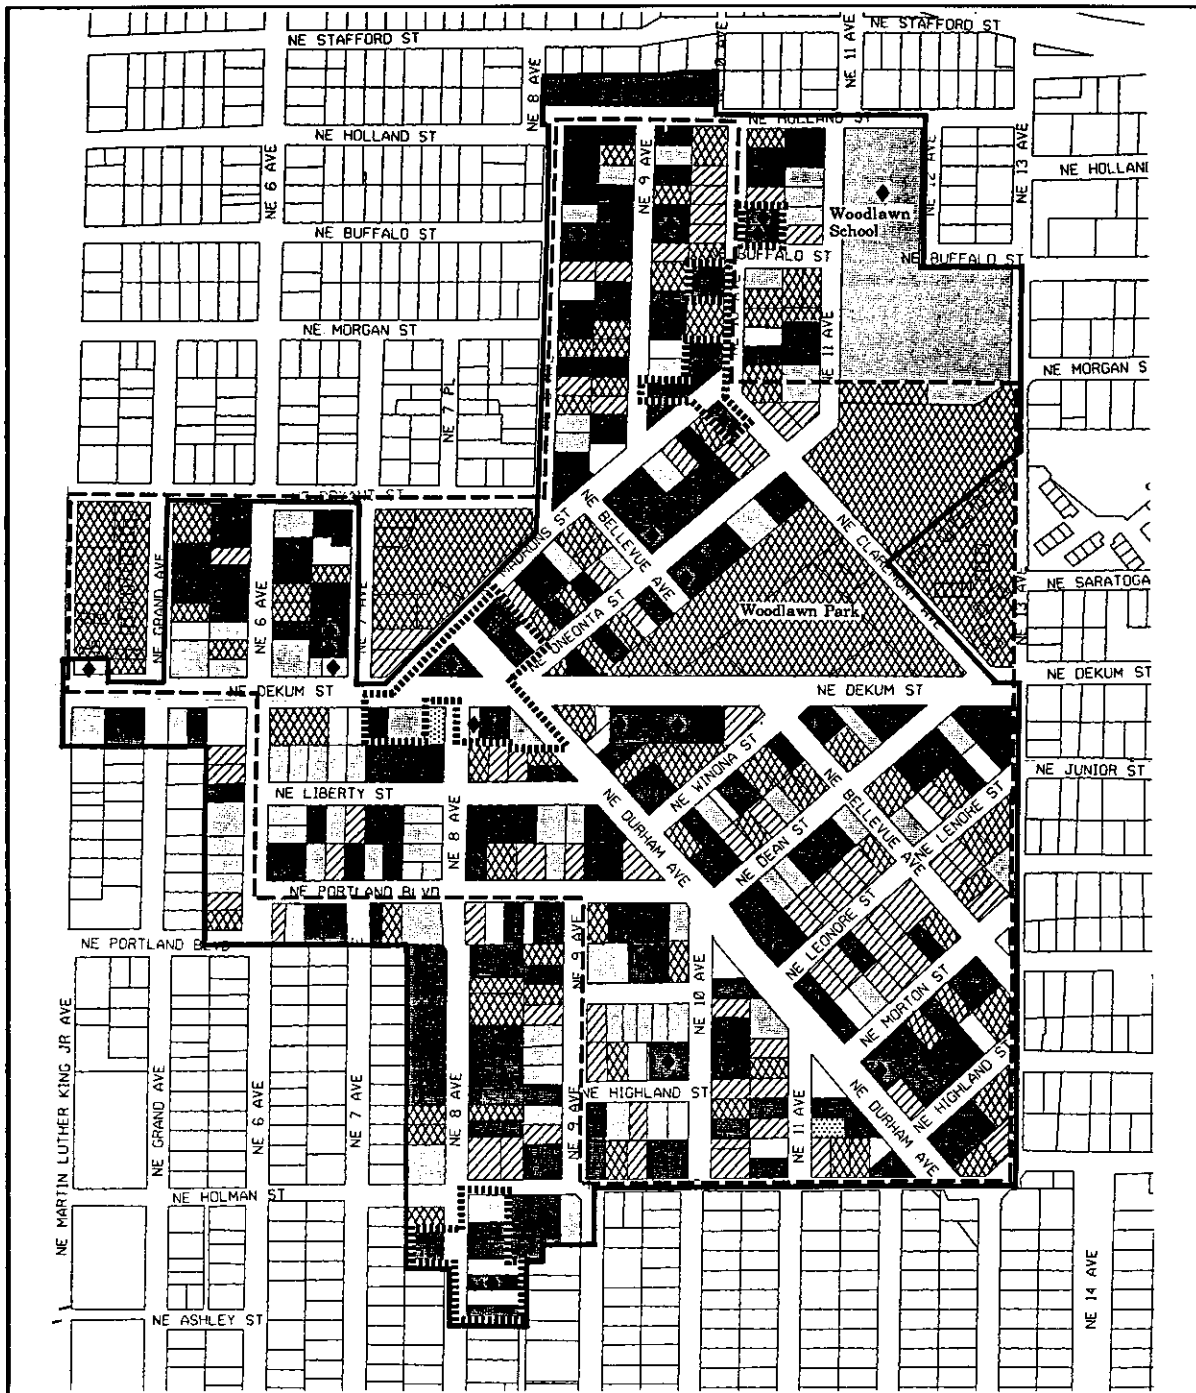 NE STAFFORD ST
NE STAFFORD ST
NE 8 AVE
10 AVE
NE 11 AVE
NE HOLLAND ST
NE HOLLAND ST
NE 6 AVE
NE 9 AVE
NE 12 AVE
NE 13 AVE
NE HOLLAND
Woodlawn
School
NE BUFFALO ST
BUFFALO ST
NE BUFFALO ST
NE MORGAN ST
NE 11 AVE
NE MORGAN S
NE 7 PL
NE BELLEVUE AVE
NE CLAREMONT AVE
NE GRAND AVE
NE 6 AVE
NE 7 AVE
NE ONEONTA ST
Woodlawn Park
NE 13 AVE
NE SARATOGA
NE DEKUM ST
NE DEKUM ST
NE DEKUM ST
NE WINONA ST
NE JUNIOR ST
NE LIBERTY ST
NE 8 AVE
NE DURHAM AVE
NE DEAN ST
NE BELLEVUE AVE
NE LENORE ST
NE PORTLAND BLVD
NE PORTLAND BLVD
NE 9 AVE
NE 10 AVE
NE LEONORE ST
NE MORTON ST
NE MARTIN LUTHER KING JR AVE
NE GRAND AVE
NE 6 AVE
NE 7 AVE
NE 8 AVE
NE 9 AVE
NE HIGHLAND ST
NE 11 AVE
NE DURHAM AVE
NE HIGHLAND ST
NE HOLMAN ST
NE 14 AVE
NE ASHLEY ST